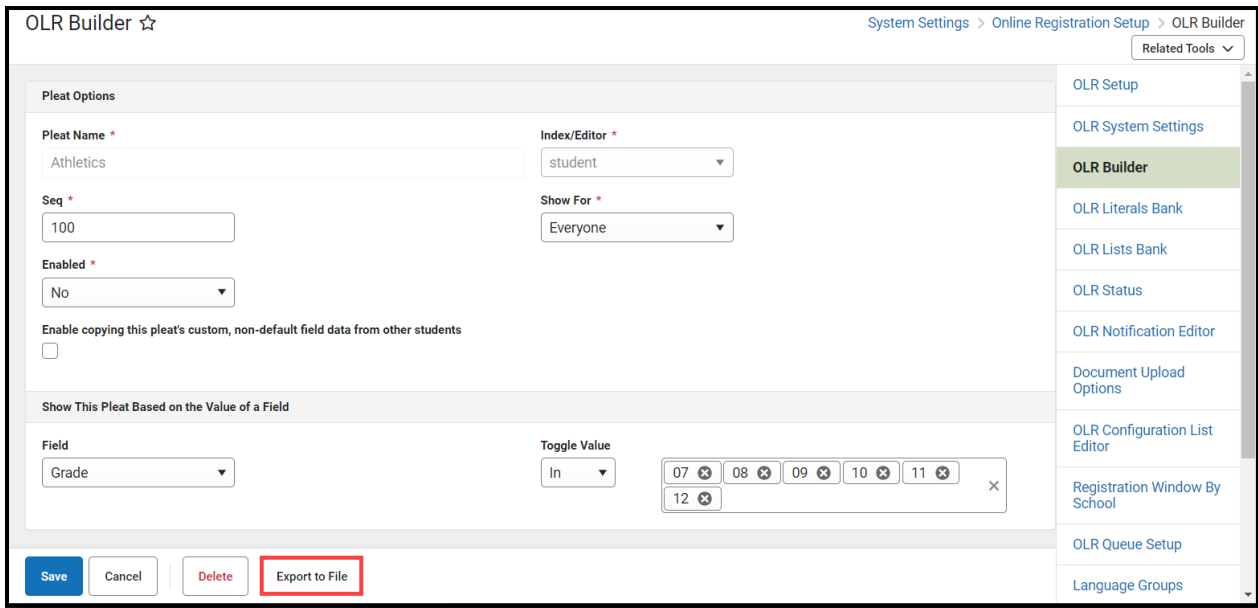 OLR Builder
System Settings > Online Registration Setup > OLR Builder
Related Tools
Pleat Options
Pleat Name *
Index/Editor *
Athletics
student
Seq *
Show For *
100
Everyone
Enabled *
No
Enable copying this pleat's custom, non-default field data from other students
Show This Pleat Based on the Value of a Field
Field
Toggle Value
Grade
In
07 08 09 10 11
12
Save
Cancel
Delete
Export to File
OLR Setup
OLR System Settings
OLR Builder
OLR Literals Bank
OLR Lists Bank
OLR Status
OLR Notification Editor
Document Upload
Options
OLR Configuration List
Editor
Registration Window By
School
OLR Queue Setup
Language Groups